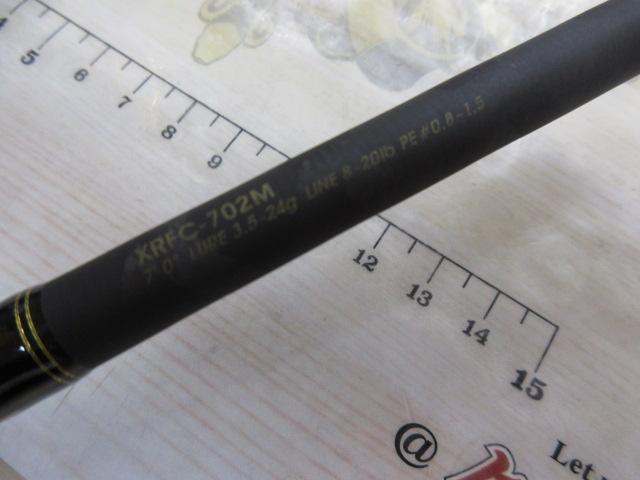 4 5 6 7 8 9
XRFC-702M
7'0" LURE 3.5-24g LINE 8-20lb PE#0.8-1.5
12 13 14 15
@
Let